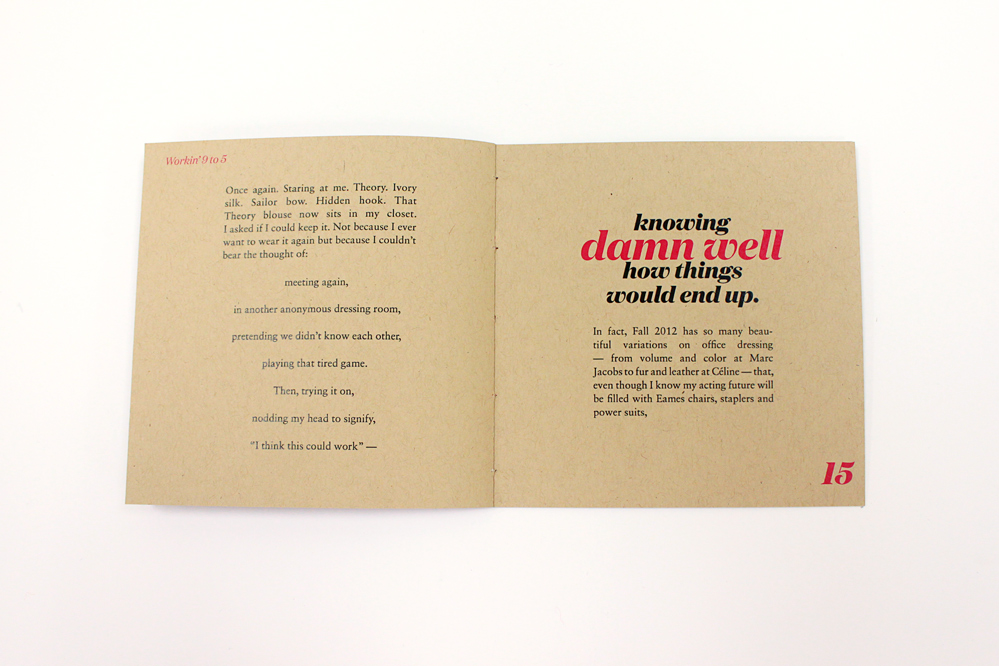 Workin' 9 to 5
Once again. Staring at me. Theory. Ivory
silk. Sailor bow. Hidden hook. That
Theory blouse now sits in my closet.
I asked if I could keep it. Not because I ever
want to wear it again but because I couldn't
bear the thought of:
meeting again,
in another anonymous dressing room,
pretending we didn't know each other,
playing that tired game.
Then, trying it on,
nodding my head to signify,
"I think this could work" —
knowing
damn well
how things
would end up.
In fact, Fall 2012 has so many beau-
tiful variations on office dressing
— from volume and color at Marc
Jacobs to fur and leather at Céline — that,
even though I know my acting future will
be filled with Eames chairs, staplers and
power suits,
15